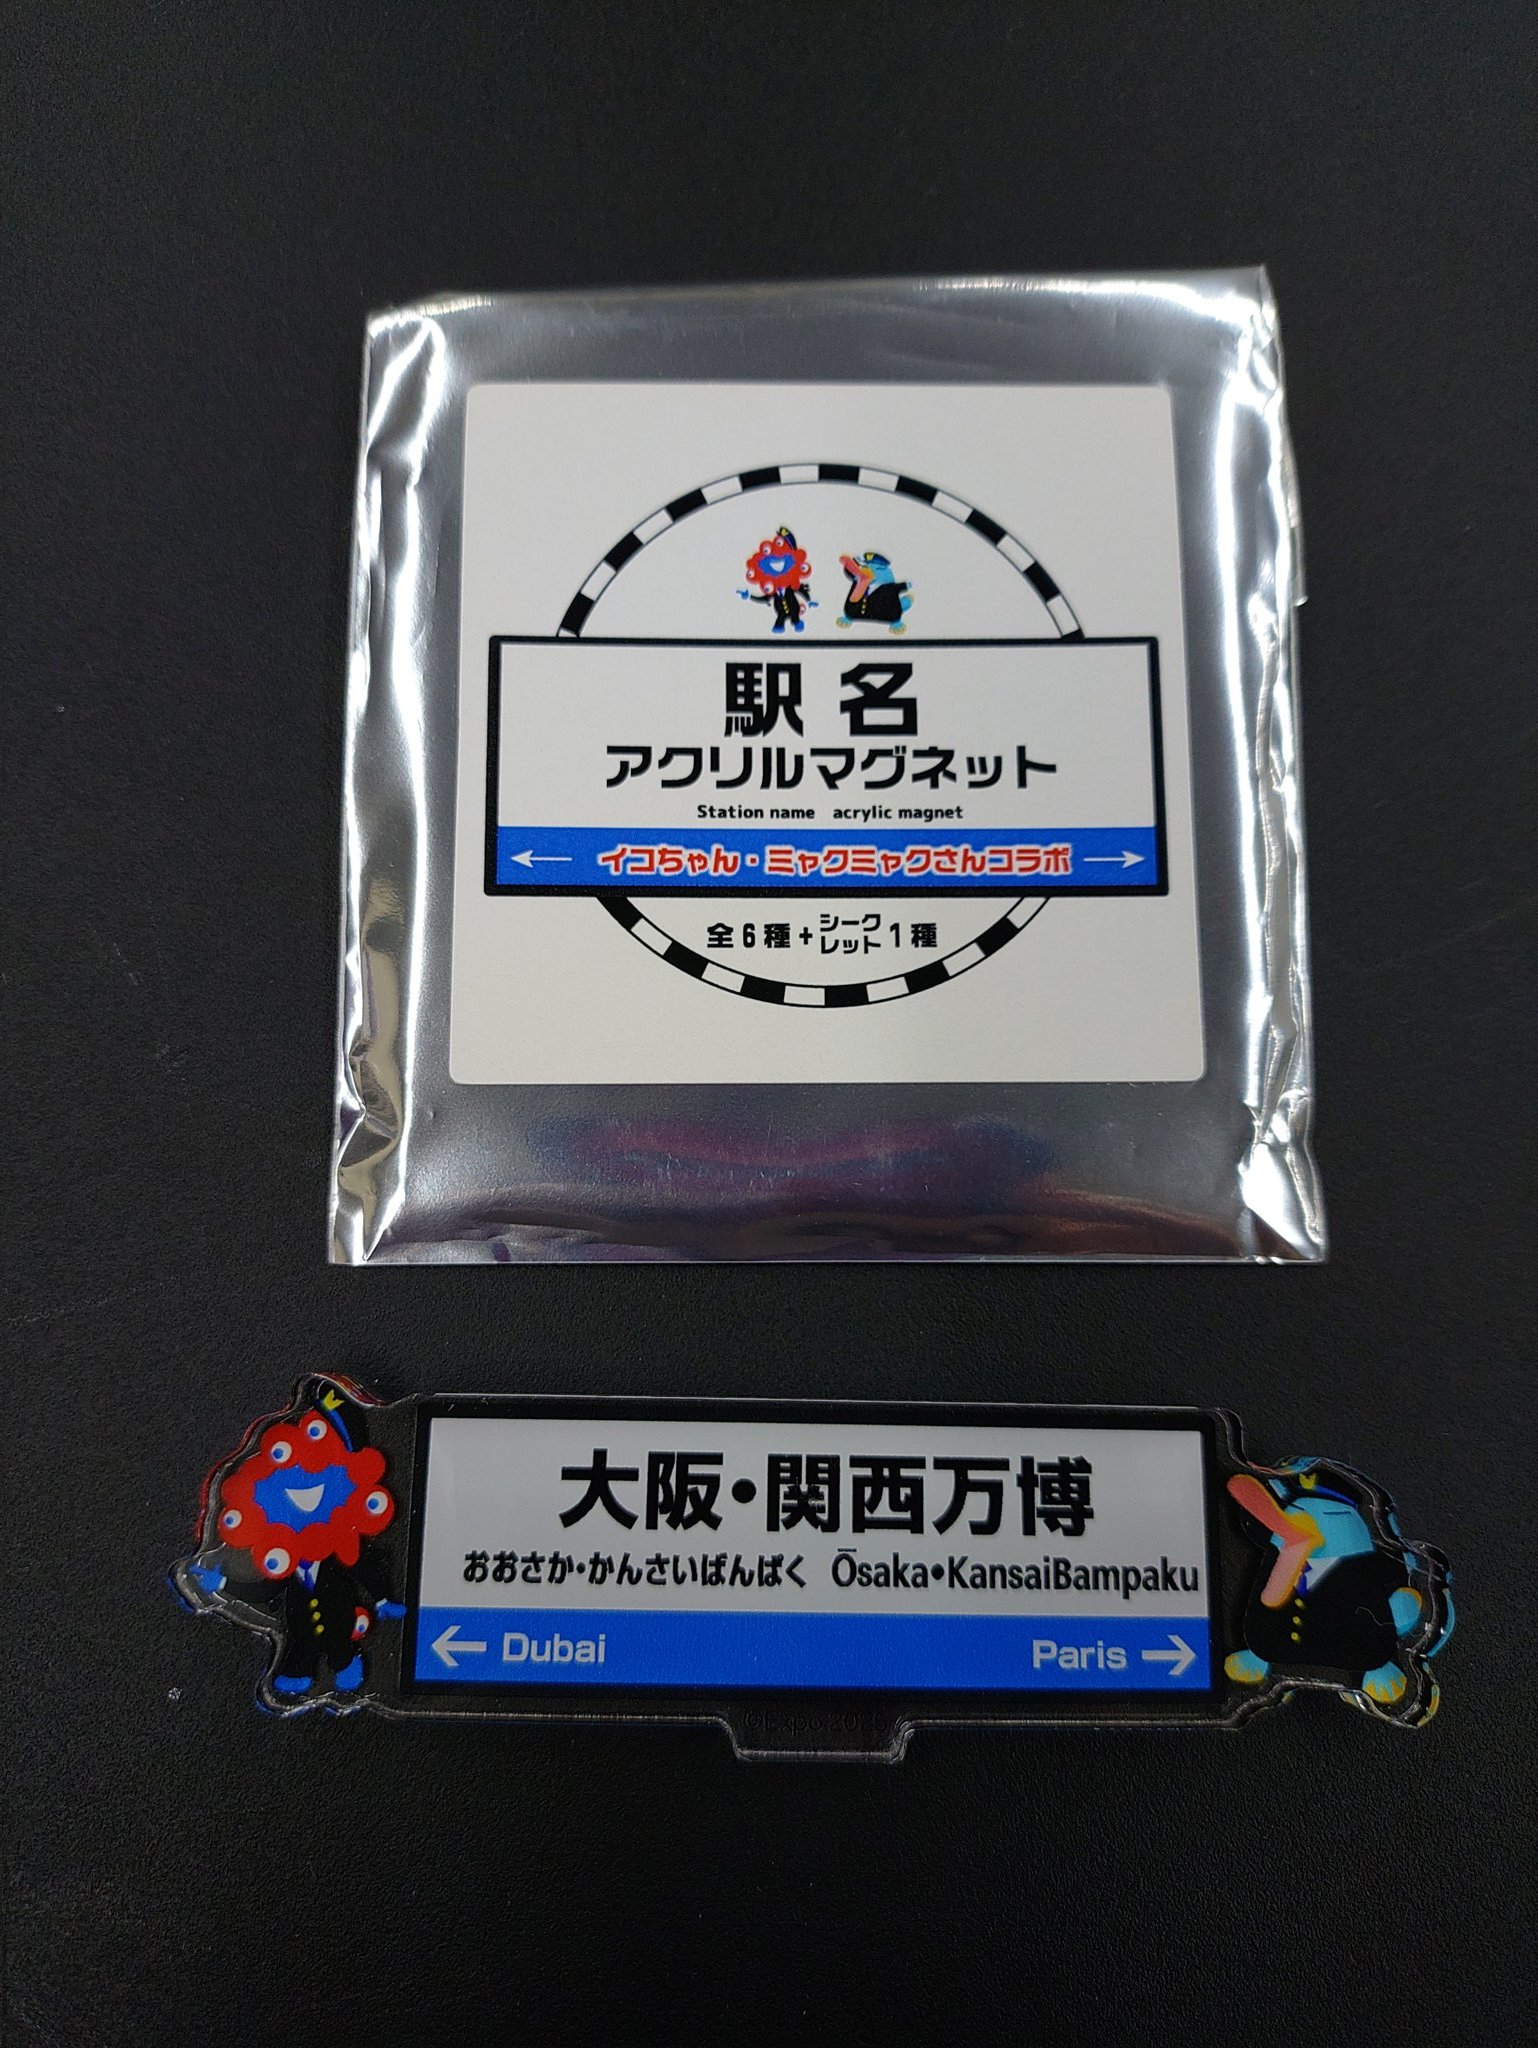 駅名
アクリルマグネット
Station name acrylic magnet
← イコちゃん・ミャクミャクさんコラボ →
全6種+シークレット1種
大阪・関西万博
おおさか・かんさいばんぱく Ōsaka•KansaiBampaku
← Dubai Paris →
©Expo 2025